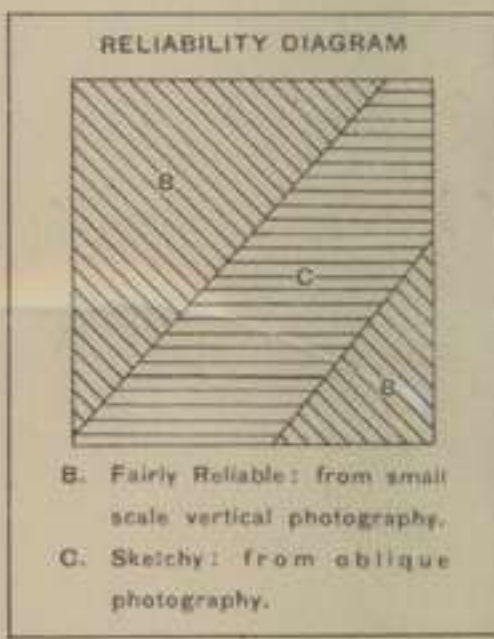 RELIABILITY DIAGRAM
B
C
B
B. Fairly Reliable: from small
scale vertical photography.
C. Sketchy: from oblique
photography.